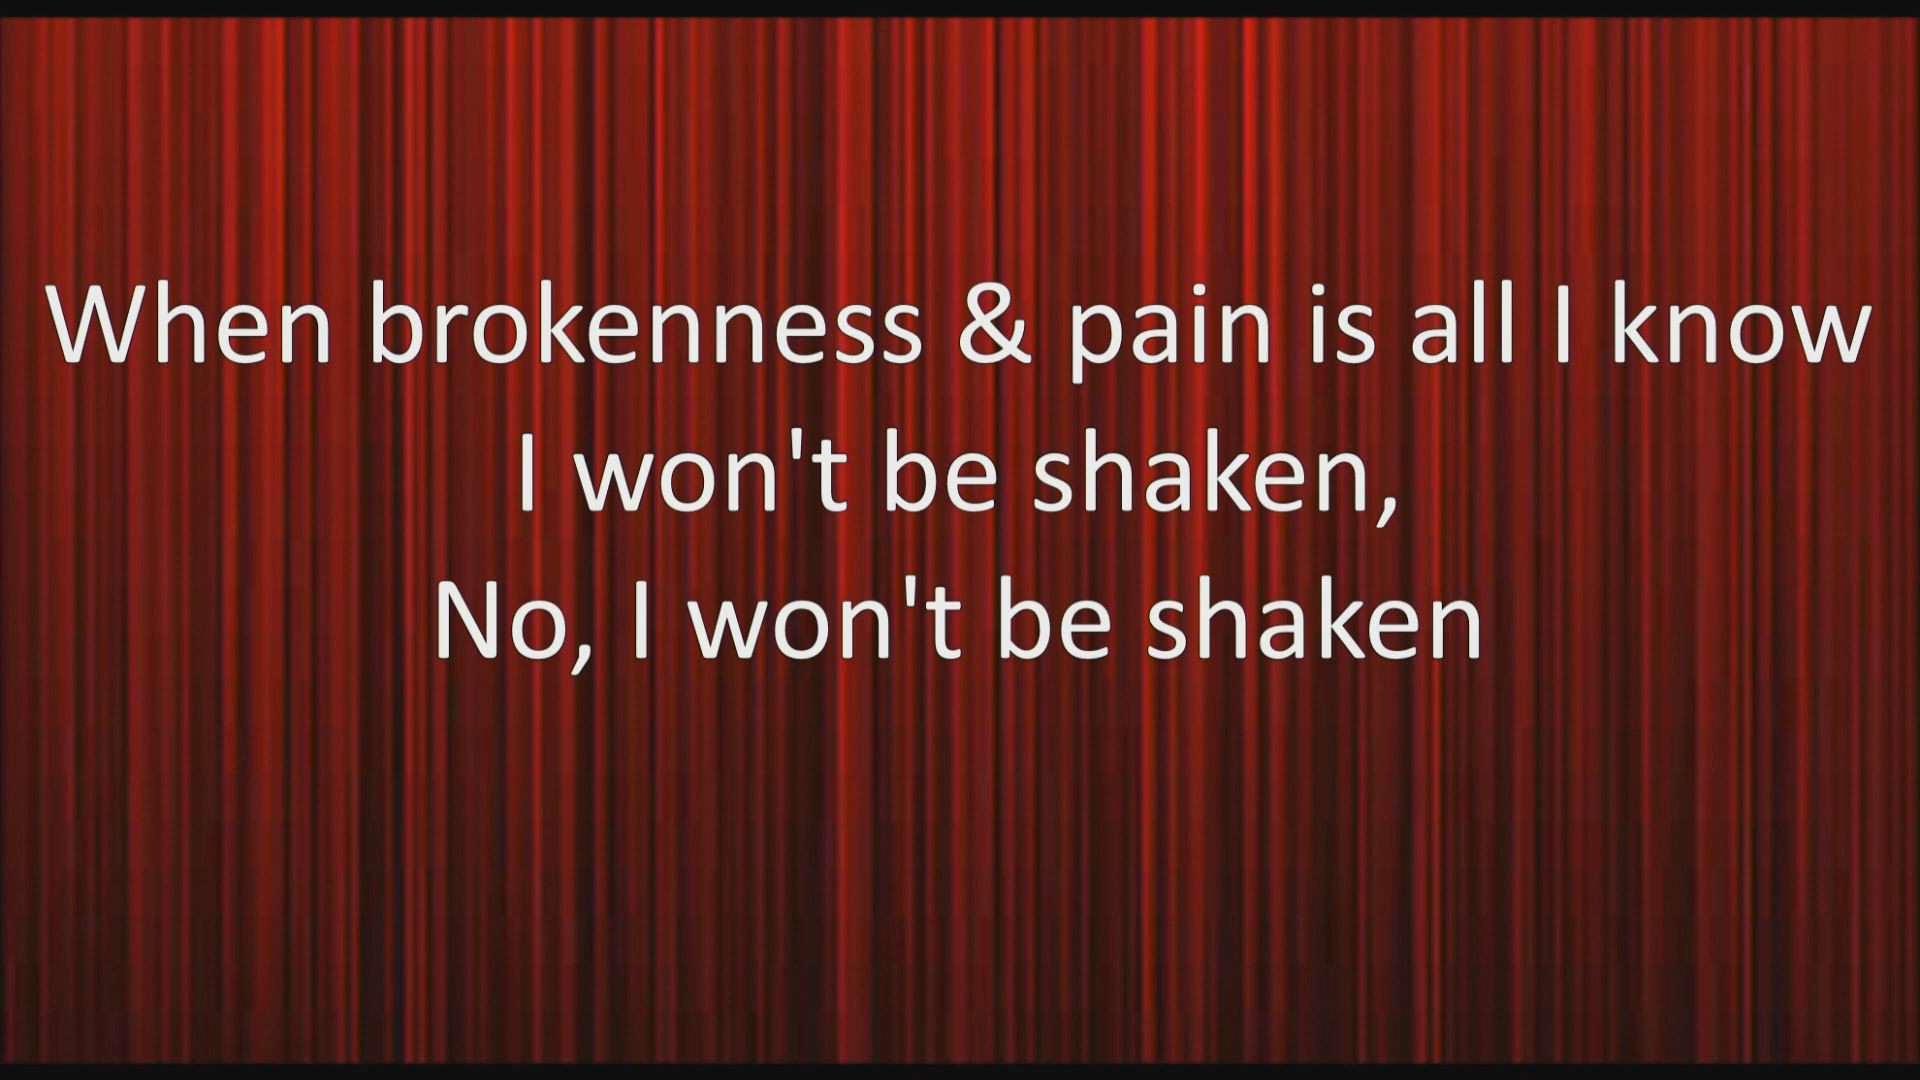 When brokenness & pain is all I know
I won't be shaken,
No, I won't be shaken